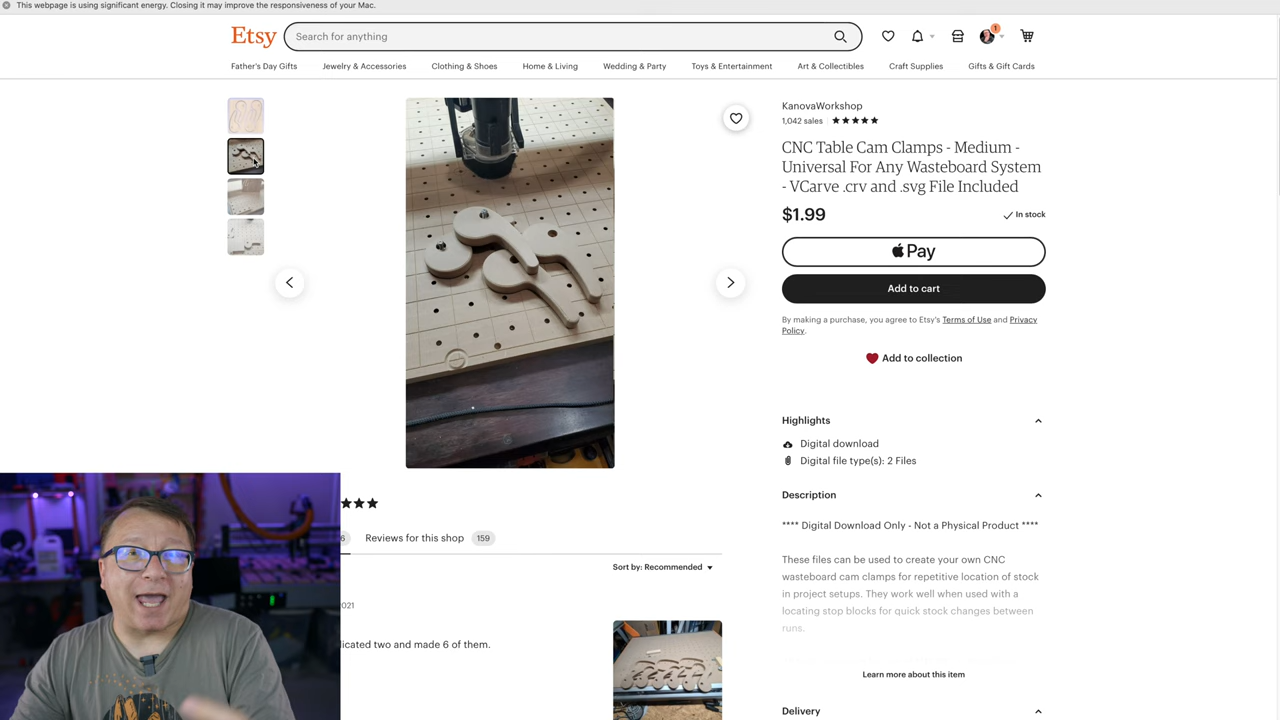 This webpage is using significant energy. Closing it may improve the responsiveness of your Mac.
Etsy
Search for anything
1
Father's Day Gifts
Jewelry & Accessories
Clothing & Shoes
Home & Living
Wedding & Party
Toys & Entertainment
Art & Collectibles
Craft Supplies
Gifts & Gift Cards
KanovaWorkshop
1,042 sales
CNC Table Cam Clamps - Medium -
Universal For Any Wasteboard System
- VCarve .crv and .svg File Included
$1.99
In stock
Pay
Add to cart
By making a purchase, you agree to Etsy's Terms of Use and Privacy
Policy.
Add to collection
Highlights
Digital download
Digital file type(s): 2 Files
Description
**** Digital Download Only - Not a Physical Product ****
These files can be used to create your own CNC
wasteboard cam clamps for repetitive location of stock
in project setups. They work well when used with a
locating stop blocks for quick stock changes between
runs.
Learn more about this item
Delivery
6
Reviews for this shop 159
Sort by: Recommended
2021
licated two and made 6 of them.